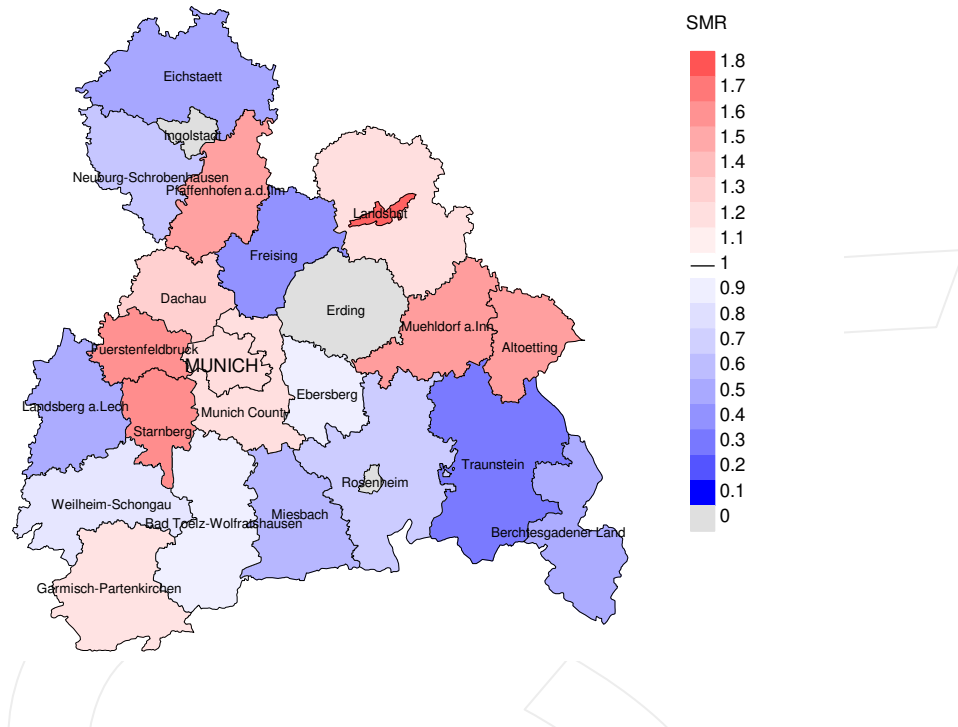 SMR
1.8
1.7
1.6
1.5
1.4
1.3
1.2
1.1
1
0.9
0.8
0.7
0.6
0.5
0.4
0.3
0.2
0.1
0
Eichstaett
Ingolstadt
Neuburg-Schrobenhausen
Pfaffenhofen a.d.Ilm
Landshut
Freising
Dachau
Erding
Muehldorf a.Inn
Altoetting
Fuerstenfeldbruck
MUNICH
Ebersberg
Landsberg a.Lech
Munich County
Starnberg
Traunstein
Rosenheim
Weilheim-Schongau
Miesbach
Bad Toelz-Wolfratshausen
Berchtesgadener Land
Garmisch-Partenkirchen